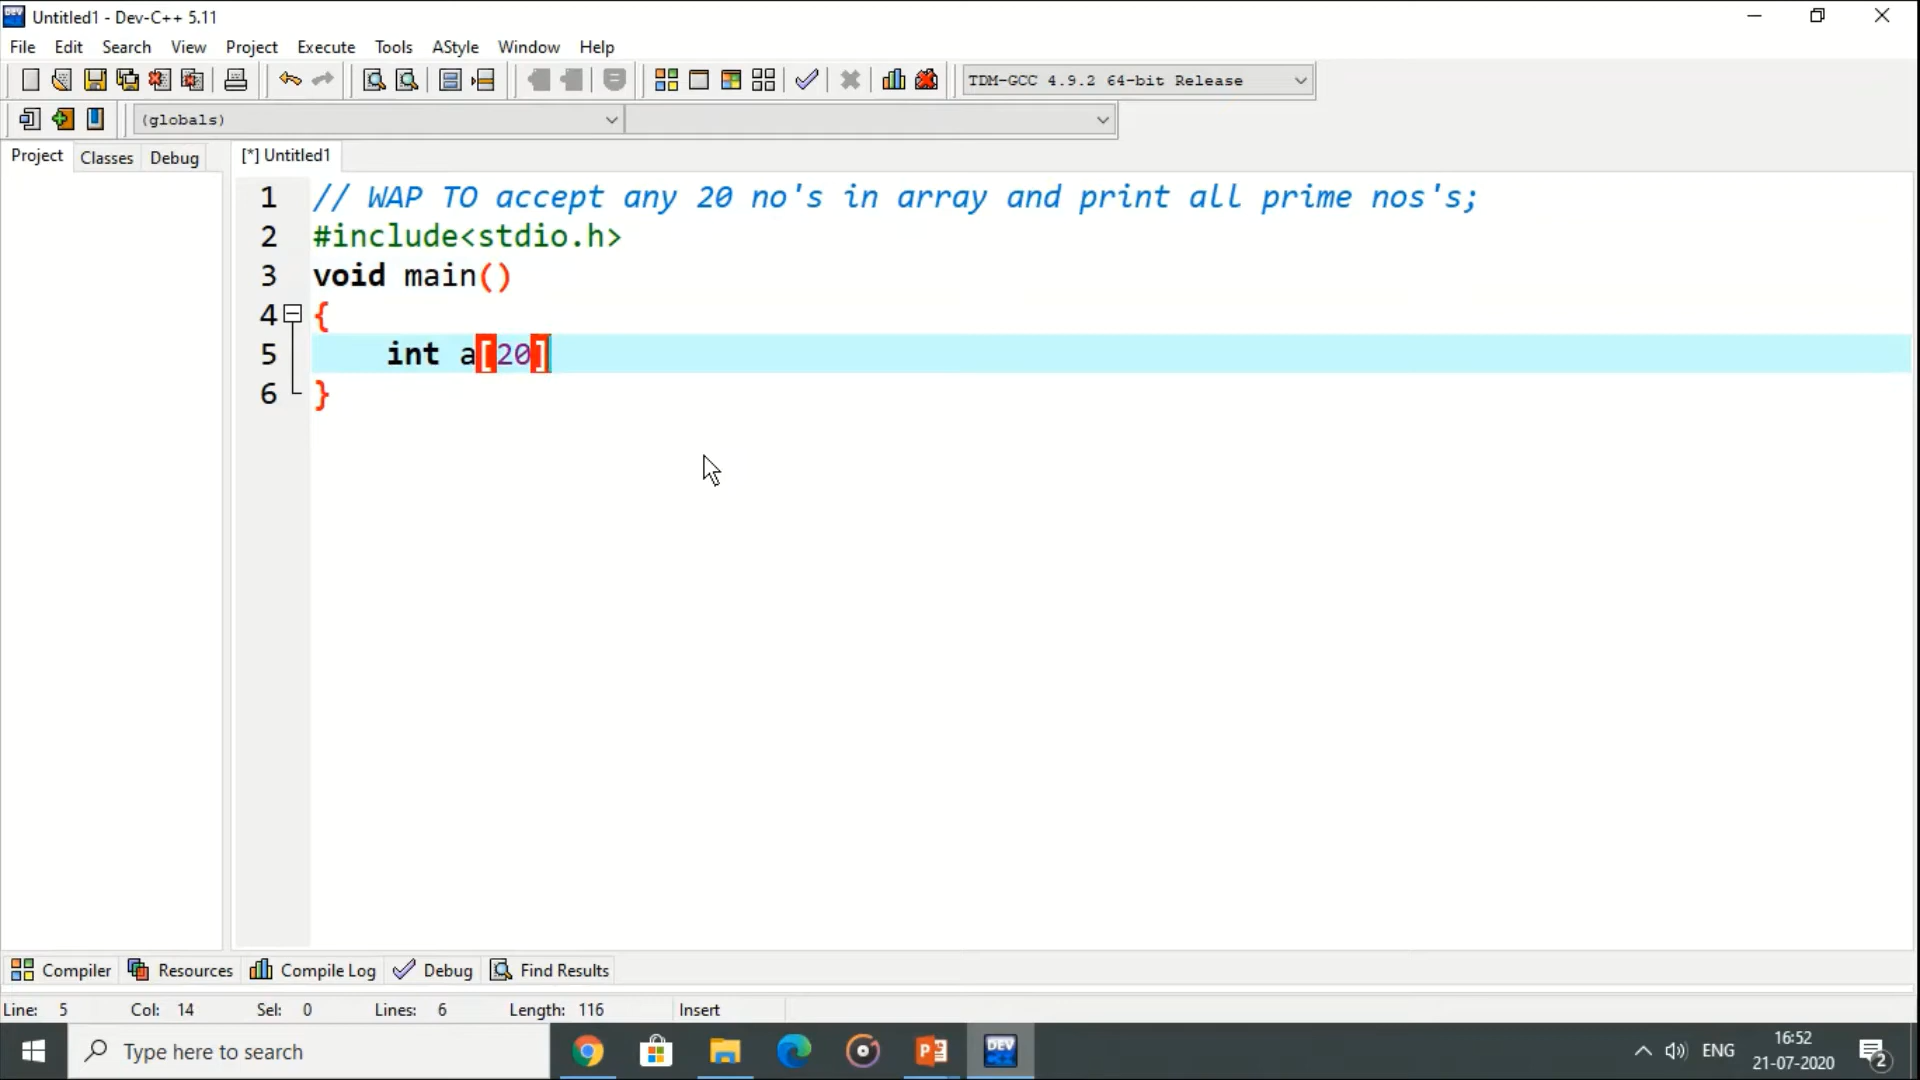 Untitled1 - Dev-C++ 5.11
File Edit Search View Project Execute Tools AStyle Window Help
TDM-GCC 4.9.2 64-bit Release
(globals)
Project Classes Debug [*] Untitled1
1 // WAP TO accept any 20 no's in array and print all prime nos's;
2 #include<stdio.h>
3 void main()
4 {
5 int a[20]
6 }
Compiler Resources Compile Log Debug Find Results
Line: 5 Col: 14 Sel: 0 Lines: 6 Length: 116 Insert
Type here to search
DEV
ENG
16:52
21-07-2020
2